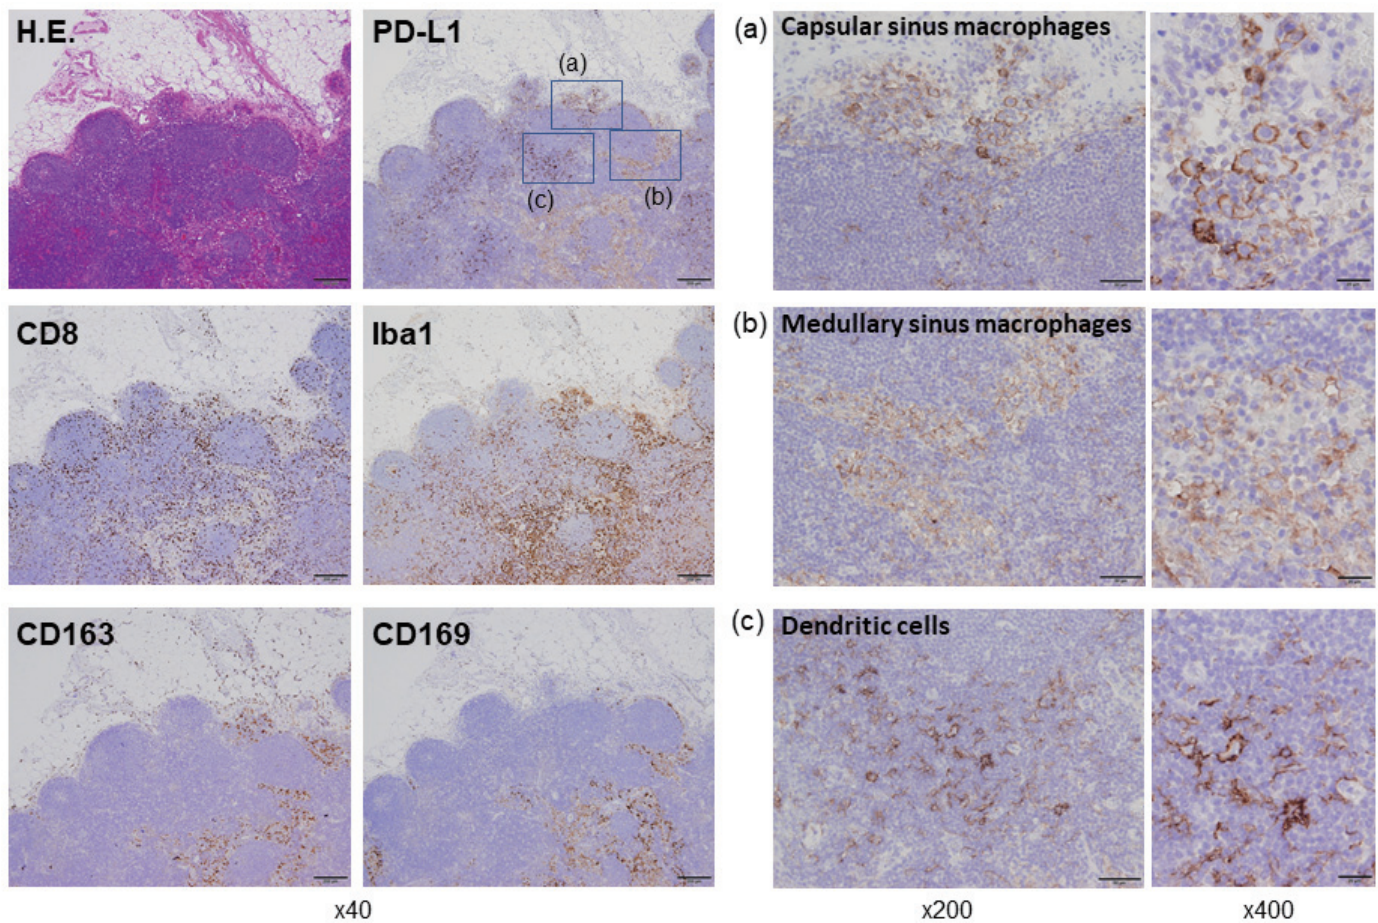 H.E.
PD-L1
(a)
(c)
(b)
(a) Capsular sinus macrophages
CD8
Iba1
(b) Medullary sinus macrophages
CD163
CD169
(c) Dendritic cells
x40
x200
x400